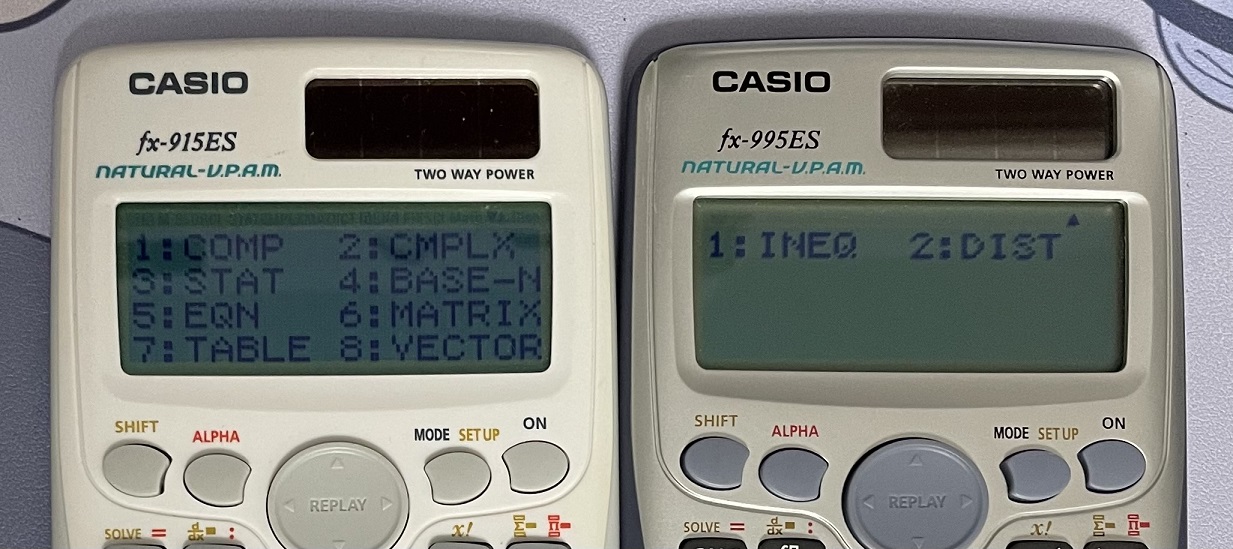 CASIO
fx-915ES
NATURAL-V.P.A.M.
TWO WAY POWER
1:COMP 2:CMPLX
3:STAT 4:BASE-N
5:EQN 6:MATRIX
7:TABLE 8:VECTOR
SHIFT
ALPHA
MODE SETUP
ON
REPLAY
SOLVE = d/dx :
x! Σ- Π-
CASIO
fx-995ES
NATURAL-V.P.A.M.
TWO WAY POWER
1:INEQ 2:DIST
SHIFT
ALPHA
MODE SETUP
ON
REPLAY
SOLVE = d/dx :
x! Σ- Π-